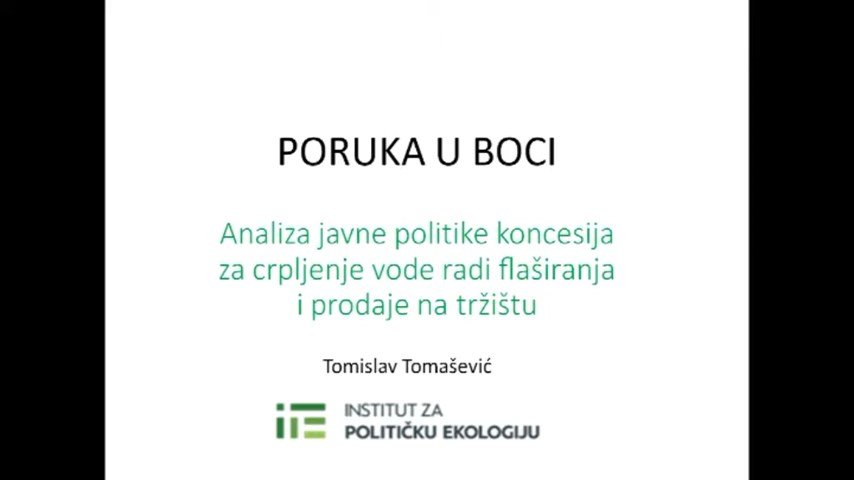 PORUKA U BOCI
Analiza javne politike koncesija
za crpljenje vode radi flaširanja
i prodaje na tržištu
Tomislav Tomašević
INSTITUT ZA
POLITIČKU EKOLOGIJU